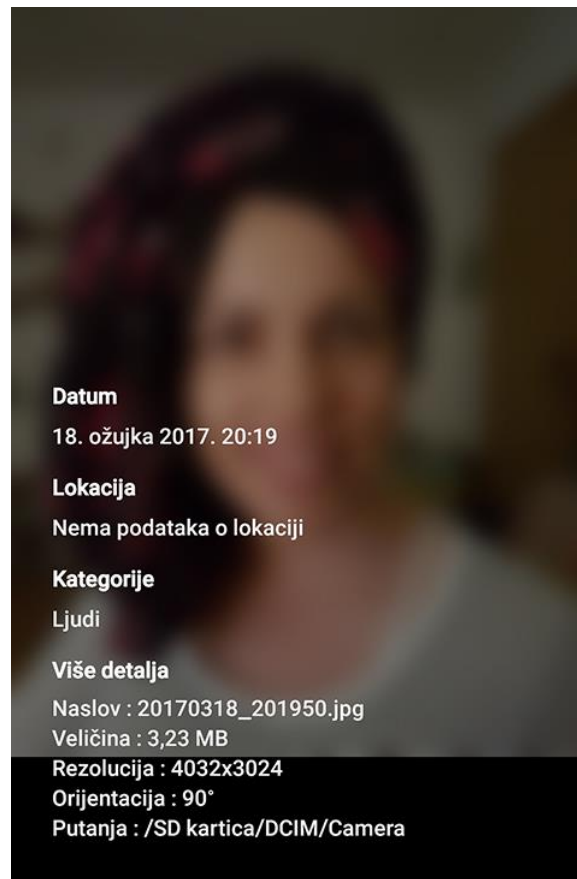 Datum
18. ožujka 2017. 20:19
Lokacija
Nema podataka o lokaciji
Kategorije
Ljudi
Više detalja
Naslov : 20170318_201950.jpg
Veličina : 3,23 MB
Rezolucija : 4032x3024
Orijentacija : 90°
Putanja : /SD kartica/DCIM/Camera